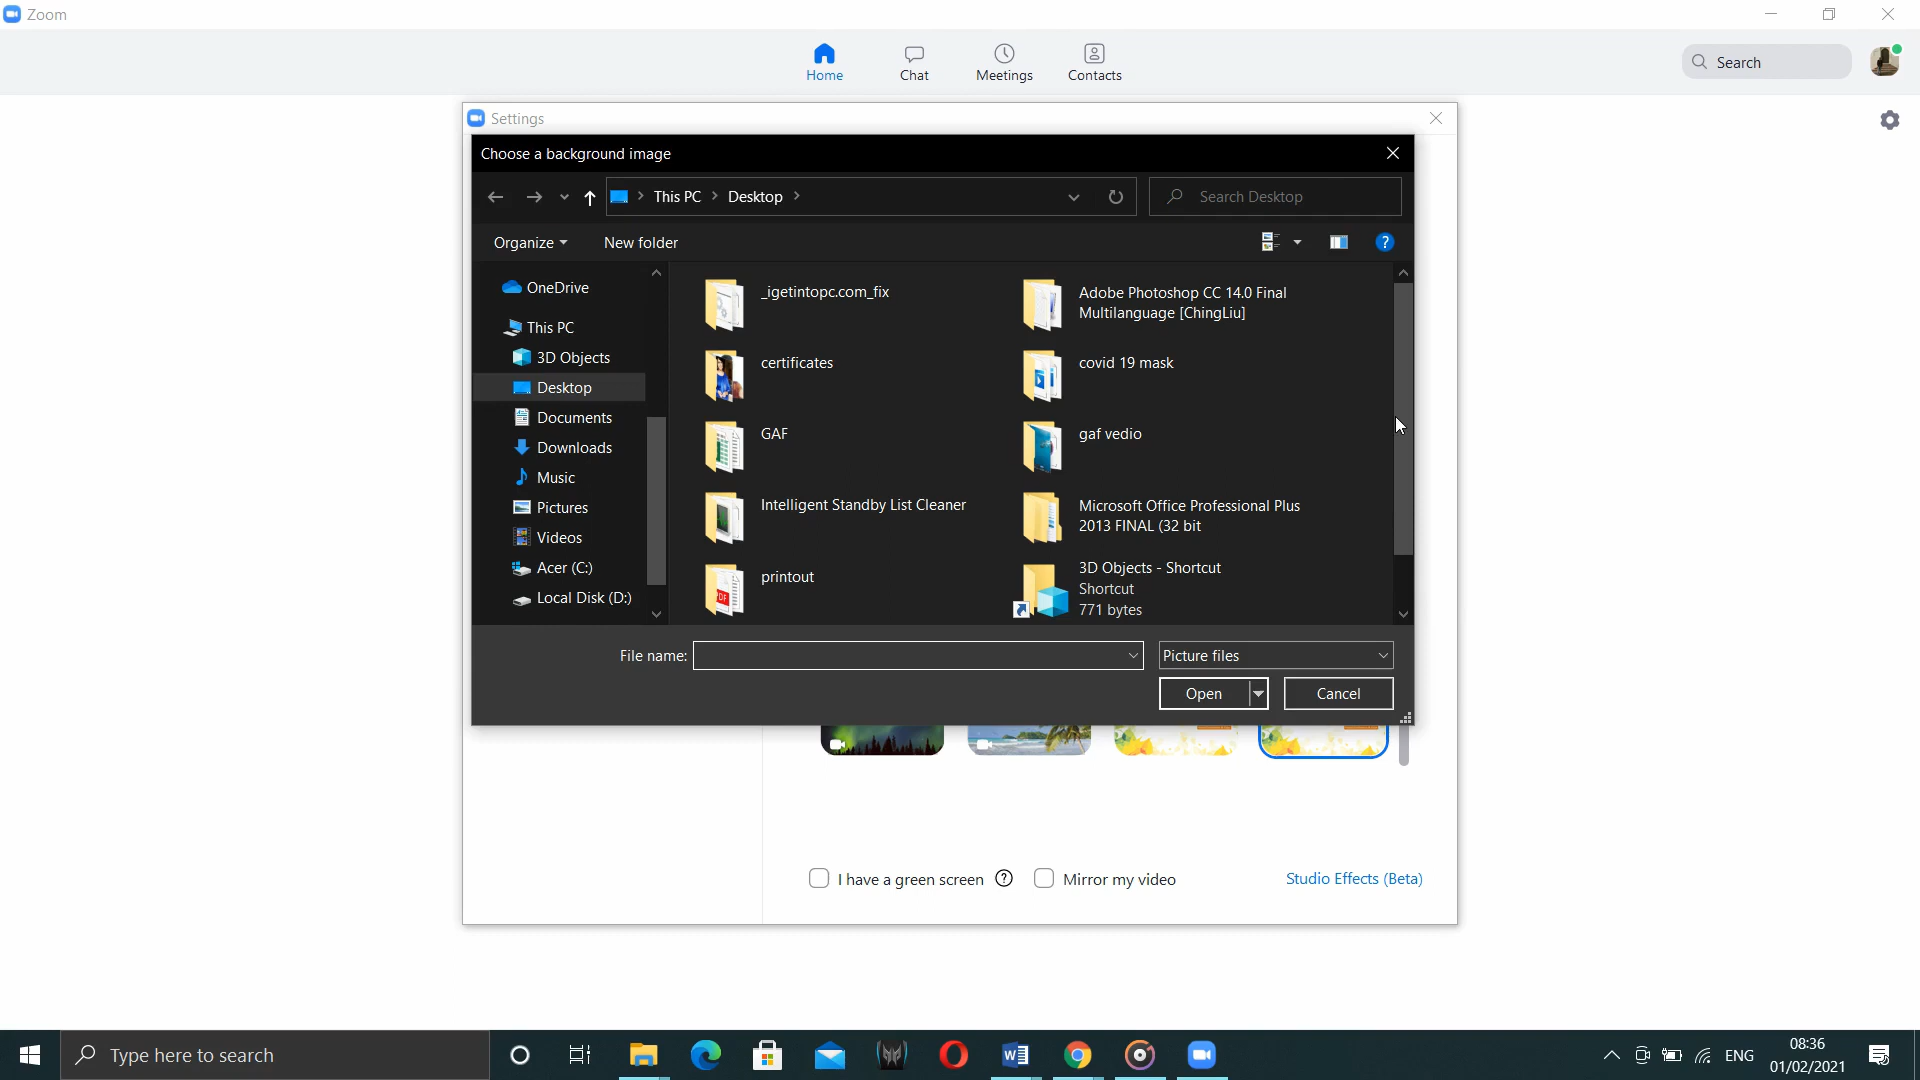 Zoom
Home
Chat
Meetings
Contacts
Search
Settings
Choose a background image
This PC
Desktop
Search Desktop
Organize
New folder
OneDrive
This PC
3D Objects
Desktop
Documents
Downloads
Music
Pictures
Videos
Acer (C:)
Local Disk (D:)
_igetintopc.com_fix
Adobe Photoshop CC 14.0 Final
Multilanguage [ChingLiu]
certificates
covid 19 mask
GAF
gaf vedio
Intelligent Standby List Cleaner
Microsoft Office Professional Plus
2013 FINAL (32 bit
printout
3D Objects - Shortcut
Shortcut
771 bytes
File name:
Picture files
Open
Cancel
I have a green screen
Mirror my video
Studio Effects (Beta)
Type here to search
ENG
08:36
01/02/2021